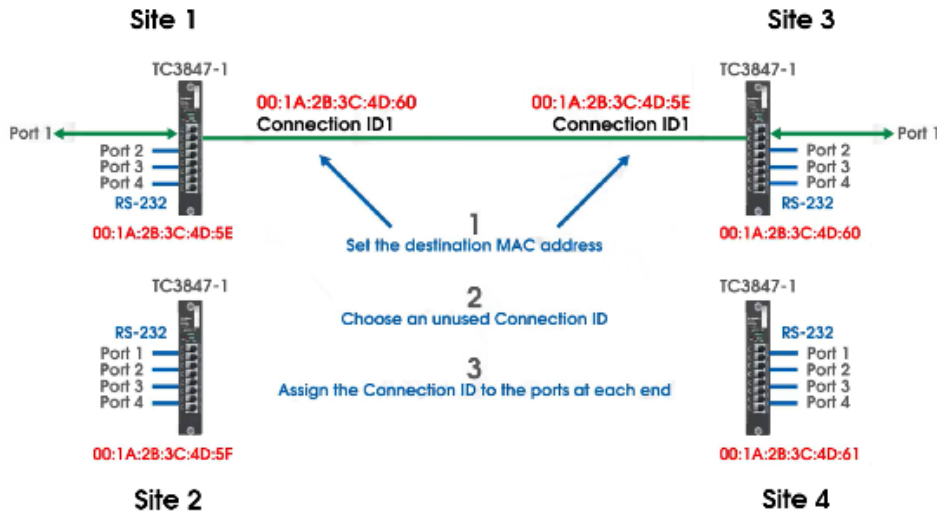 Site 1
Site 3
TC3847-1
TC3847-1
00:1A:2B:3C:4D:60
00:1A:2B:3C:4D:5E
Connection ID1
Connection ID1
Port 1
Port 1
Port 2
Port 2
Port 3
Port 3
Port 4
Port 4
RS-232
RS-232
00:1A:2B:3C:4D:5E
00:1A:2B:3C:4D:60
1
Set the destination MAC address
TC3847-1
TC3847-1
2
Choose an unused Connection ID
RS-232
RS-232
Port 1
Port 1
Port 2
Port 2
3
Assign the Connection ID to the ports at each end
Port 3
Port 3
Port 4
Port 4
00:1A:2B:3C:4D:5F
00:1A:2B:3C:4D:61
Site 2
Site 4